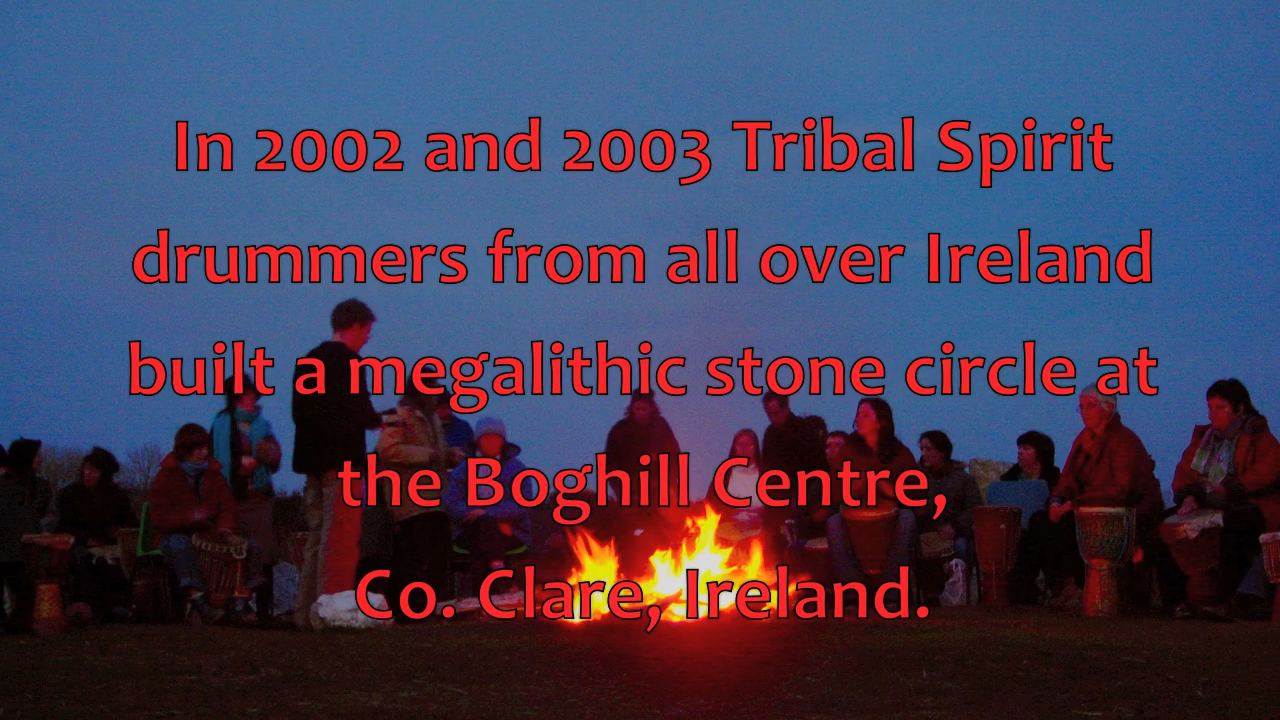 In 2002 and 2003 Tribal Spirit
drummers from all over Ireland
built a megalithic stone circle at
the Boghill Centre,
Co. Clare, Ireland.